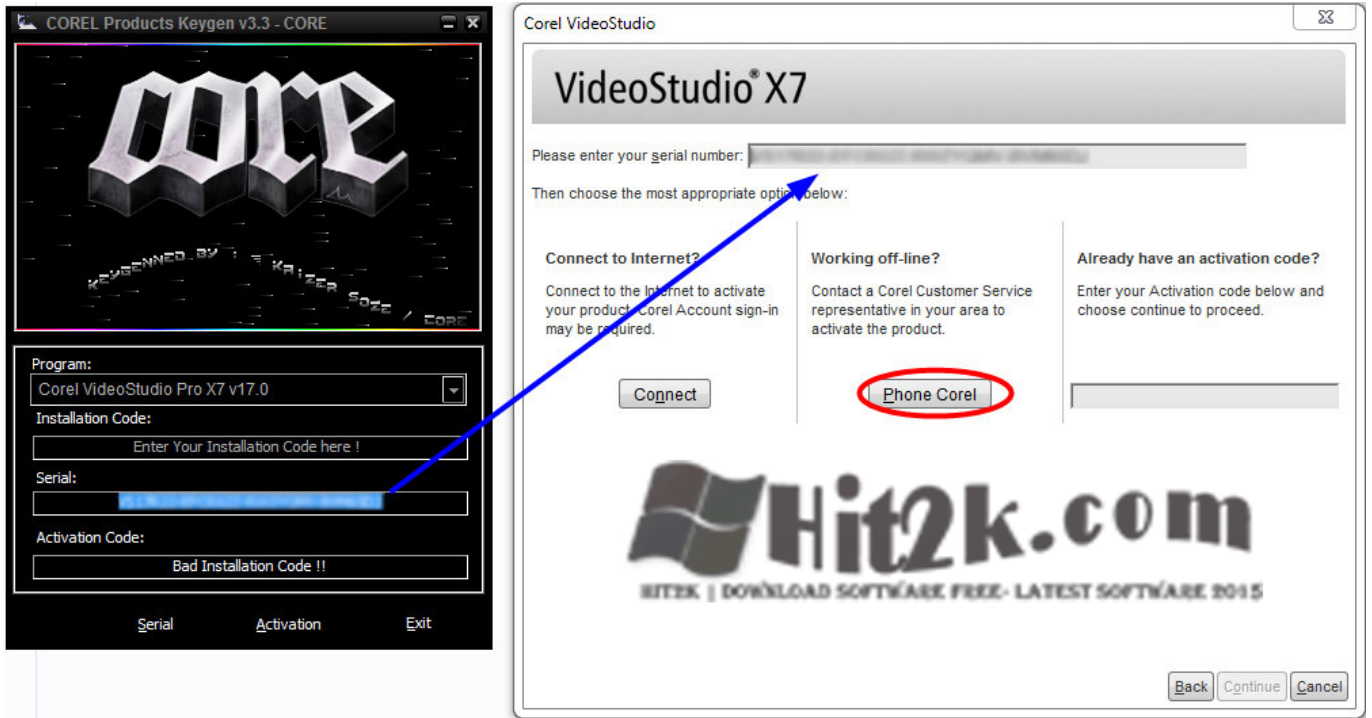 COREL Products Keygen v3.3 - CORE
core
KEYGENNED BY : KAIZER SOZE / CORE
Program:
Corel VideoStudio Pro X7 v17.0
Installation Code:
Enter Your Installation Code here !
Serial:
Activation Code:
Bad Installation Code !!
Serial
Activation
Exit
Corel VideoStudio
VideoStudio® X7
Please enter your serial number:
Then choose the most appropriate option below:
Connect to Internet?
Connect to the Internet to activate
your product. Corel Account sign-in
may be required.
Connect
Working off-line?
Contact a Corel Customer Service
representative in your area to
activate the product.
Phone Corel
Already have an activation code?
Enter your Activation code below and
choose continue to proceed.
Hit2k.com
HIT2K | DOWNLOAD SOFTWARE FREE- LATEST SOFTWARE 2015
Back
Continue
Cancel